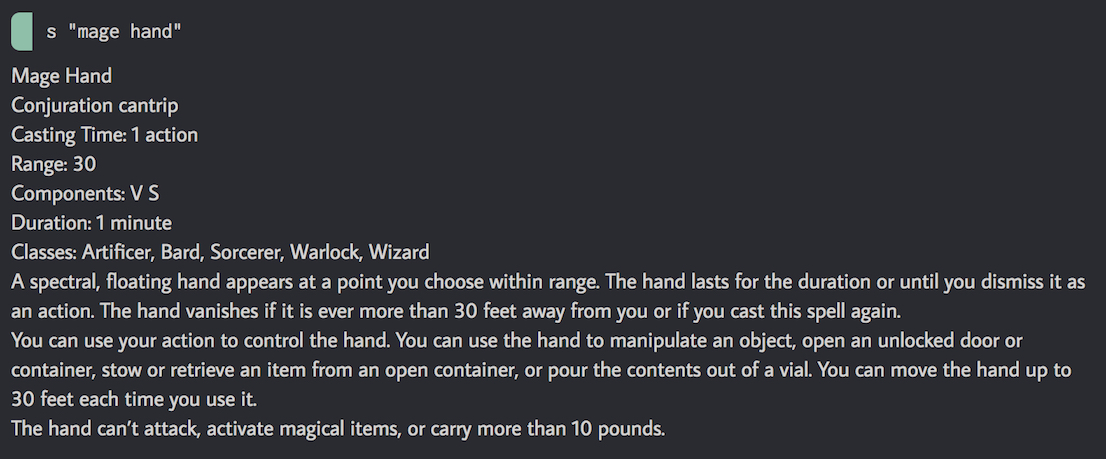 s "mage hand"
Mage Hand
Conjuration cantrip
Casting Time: 1 action
Range: 30
Components: V S
Duration: 1 minute
Classes: Artificer, Bard, Sorcerer, Warlock, Wizard
A spectral, floating hand appears at a point you choose within range. The hand lasts for the duration or until you dismiss it as
an action. The hand vanishes if it is ever more than 30 feet away from you or if you cast this spell again.
You can use your action to control the hand. You can use the hand to manipulate an object, open an unlocked door or
container, stow or retrieve an item from an open container, or pour the contents out of a vial. You can move the hand up to
30 feet each time you use it.
The hand can’t attack, activate magical items, or carry more than 10 pounds.